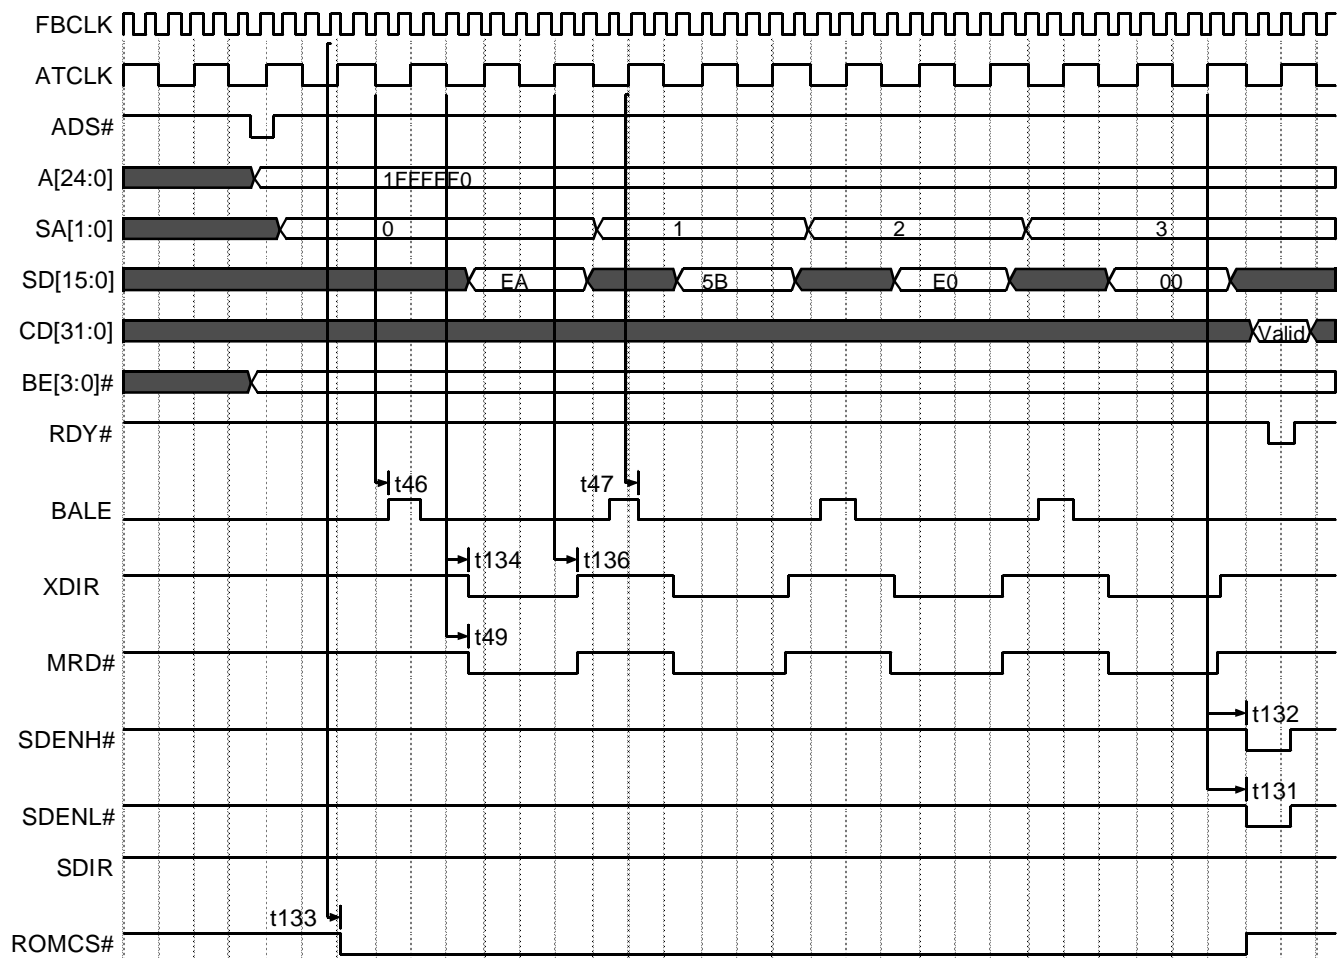 FBCLK
ATCLK
ADS#
A[24:0] 1FFFFF0
SA[1:0] 0 1 2 3
SD[15:0] EA 5B E0 00
CD[31:0] Valid
BE[3:0]#
RDY#
t46 t47
BALE
t134 t136
XDIR
t49
MRD#
t132
SDENH#
t131
SDENL#
SDIR
t133
ROMCS#